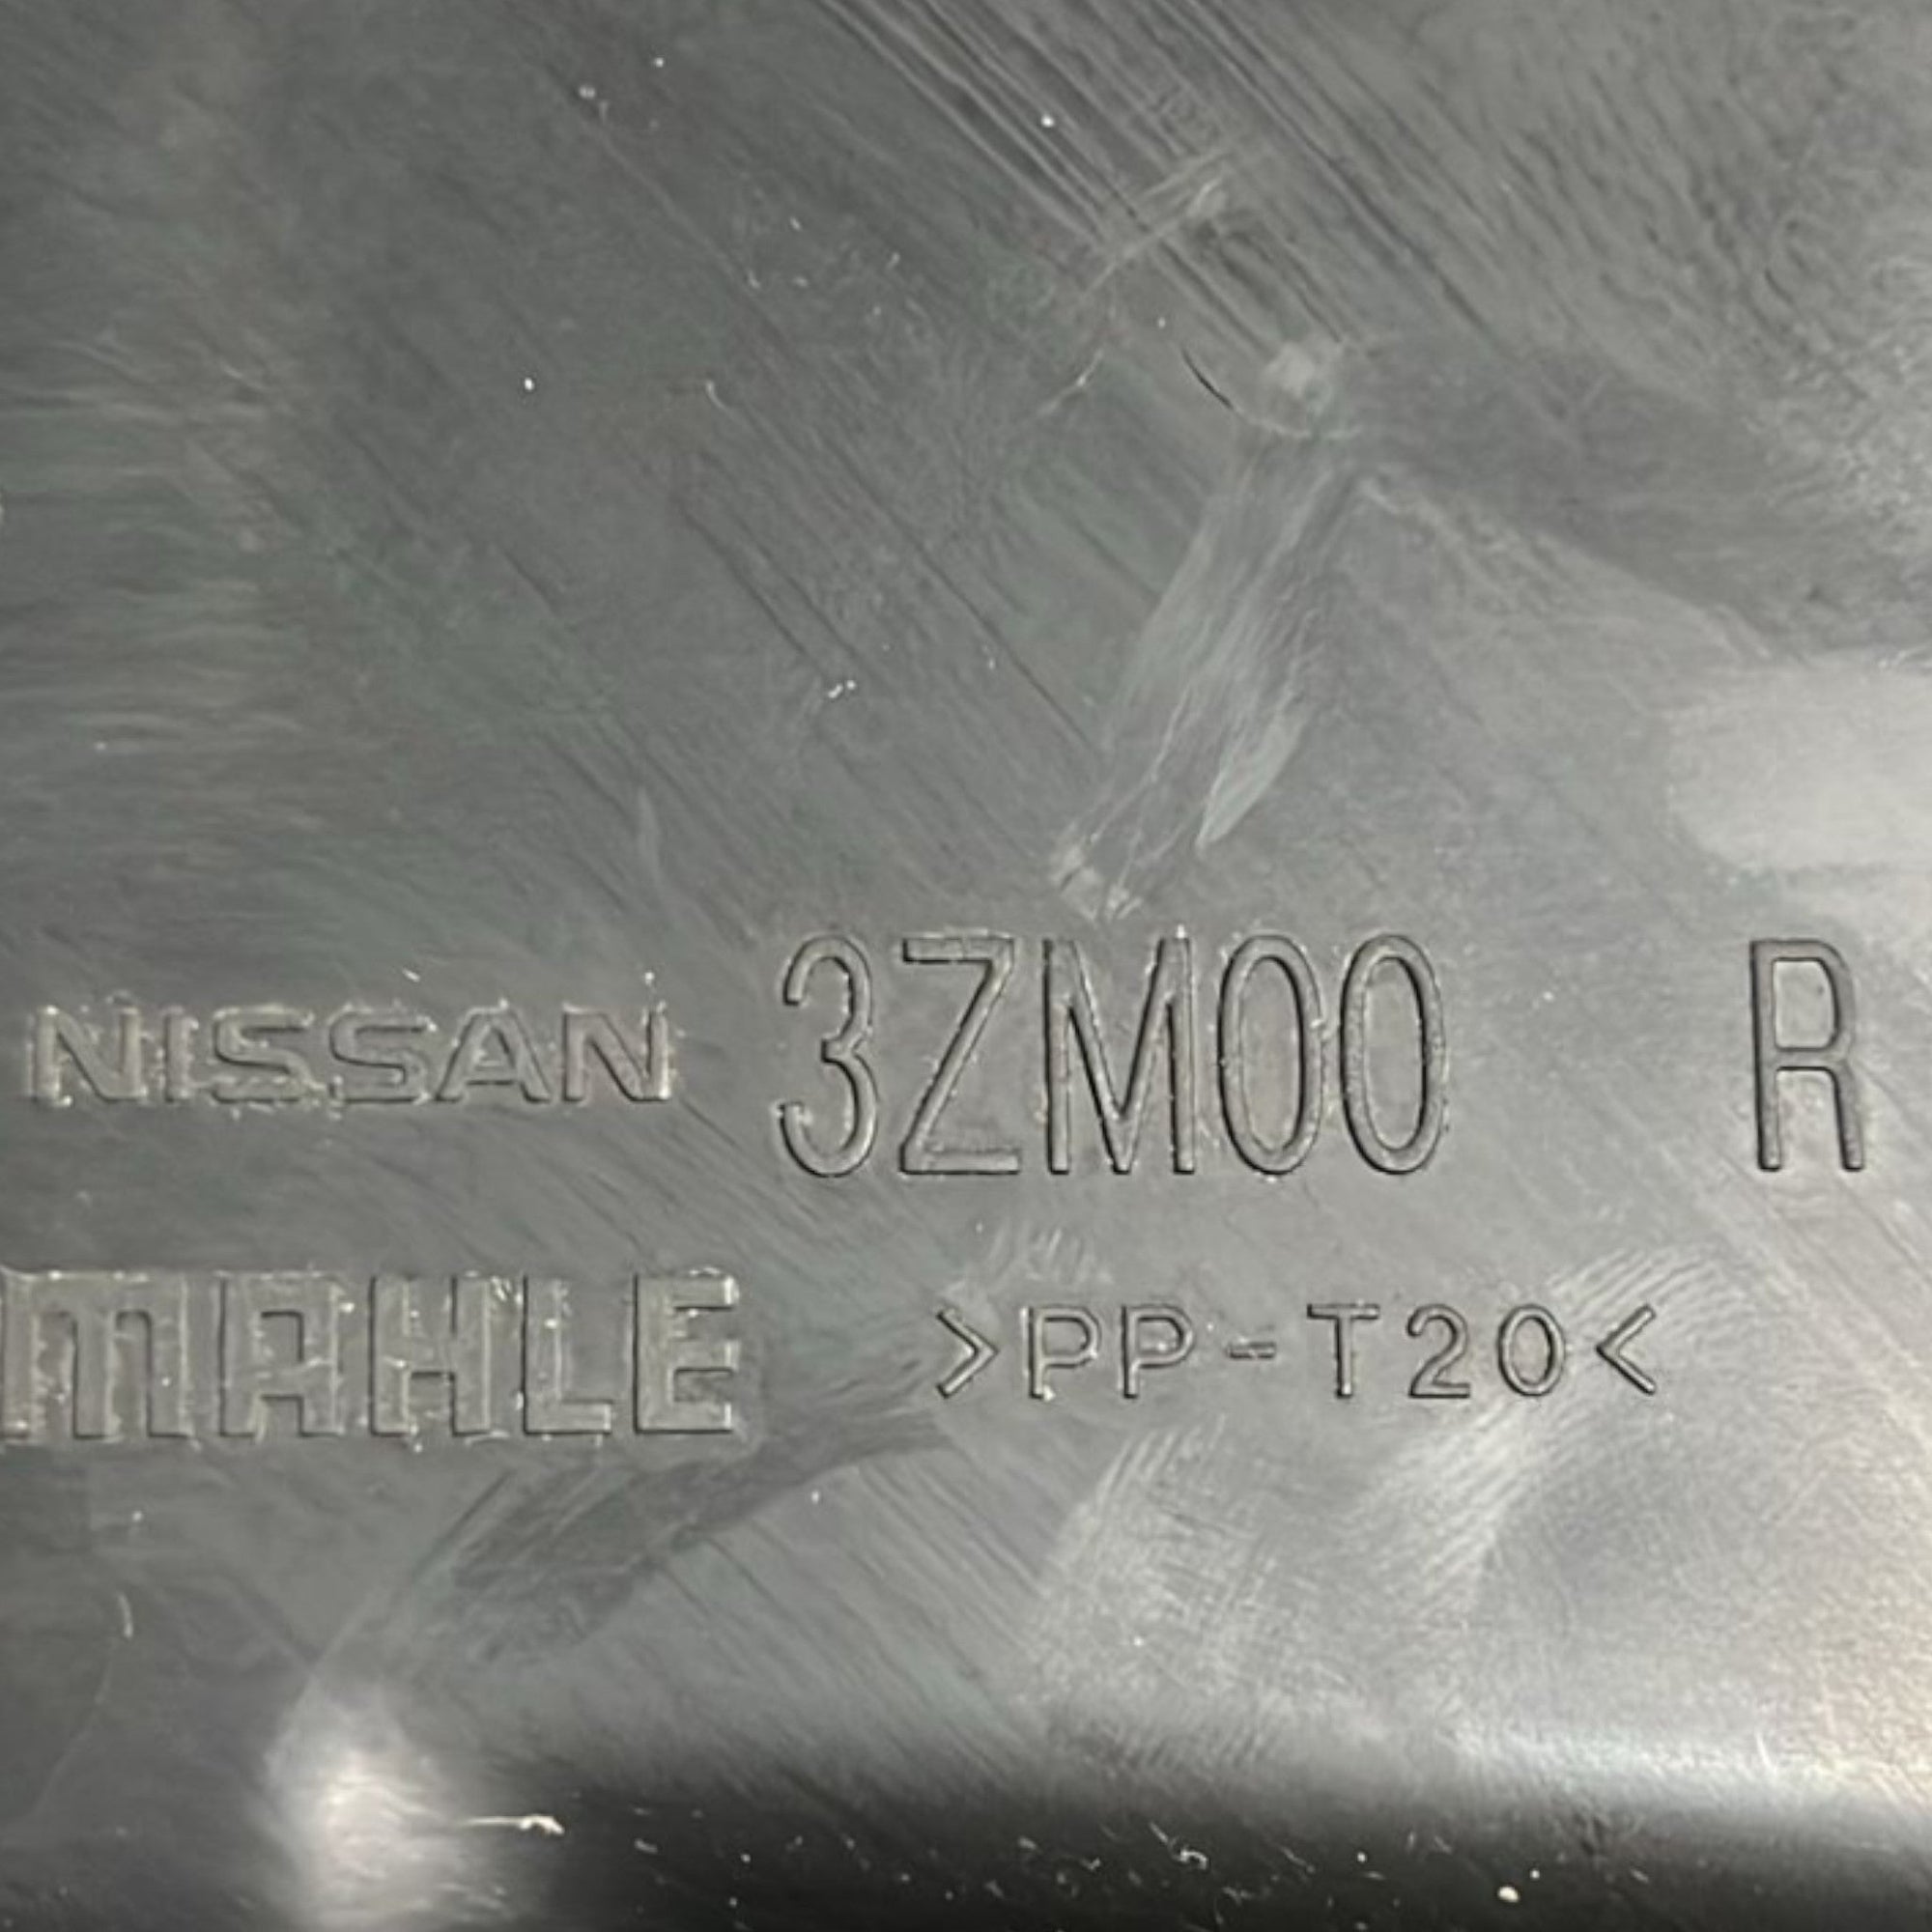 NISSAN 3ZM00 R
MAHLE >PP-T20<